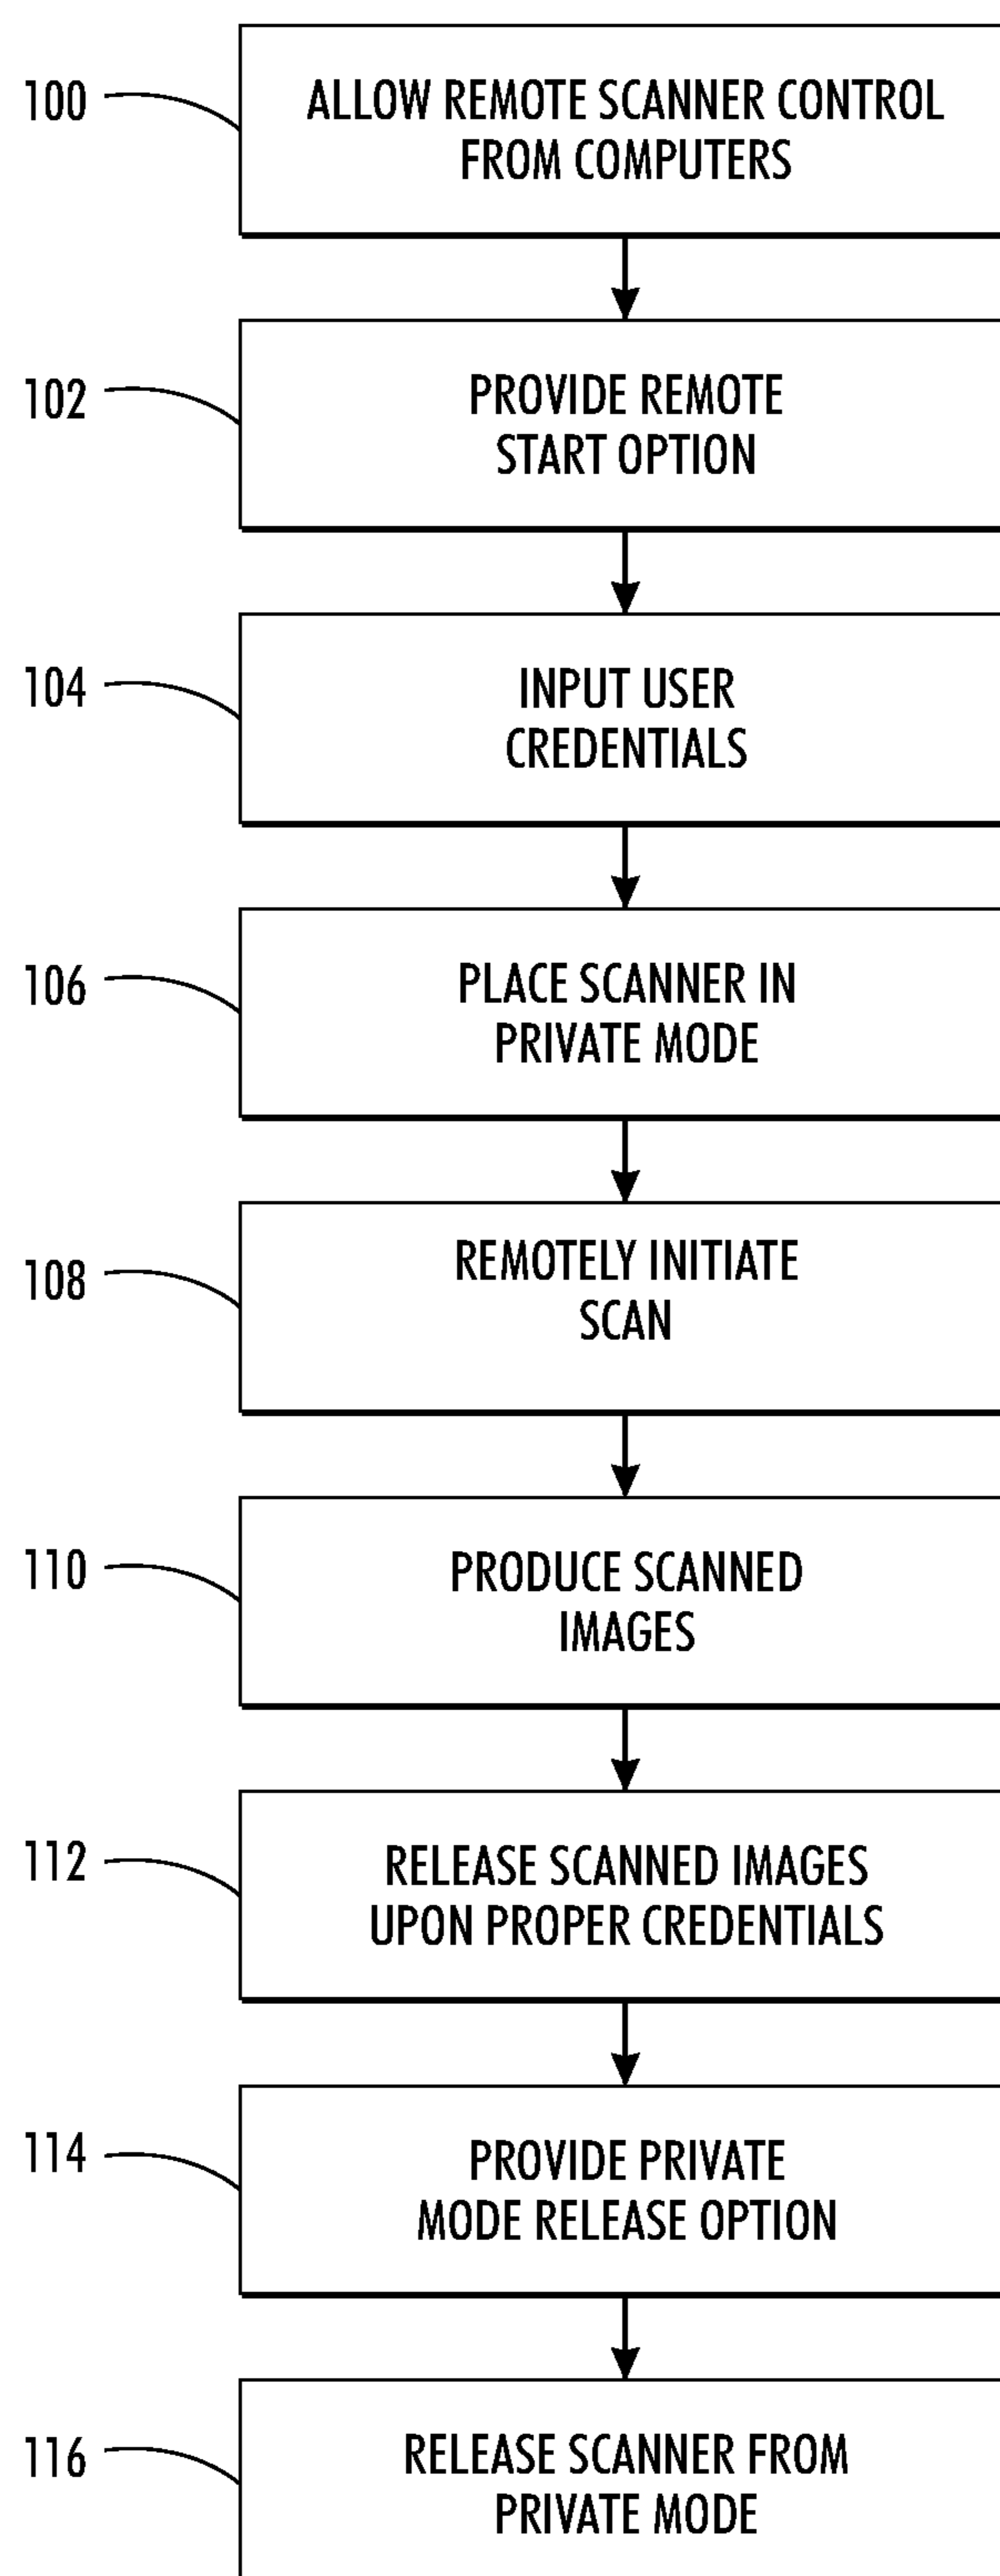 100
ALLOW REMOTE SCANNER CONTROL
FROM COMPUTERS
102
PROVIDE REMOTE
START OPTION
104
INPUT USER
CREDENTIALS
106
PLACE SCANNER IN
PRIVATE MODE
108
REMOTELY INITIATE
SCAN
110
PRODUCE SCANNED
IMAGES
112
RELEASE SCANNED IMAGES
UPON PROPER CREDENTIALS
114
PROVIDE PRIVATE
MODE RELEASE OPTION
116
RELEASE SCANNER FROM
PRIVATE MODE